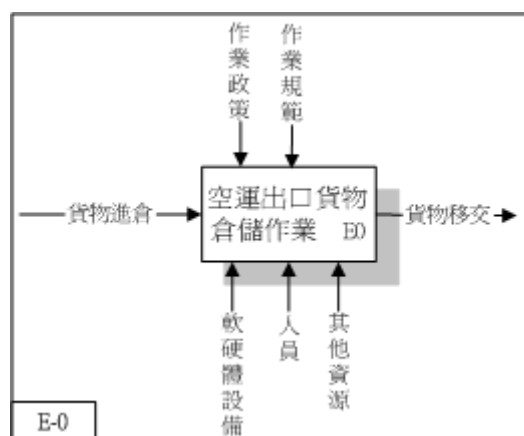 作業政策
作業規範
貨物進倉
空運出口貨物
倉儲作業 E0
貨物移交
軟硬體設備
人員
其他資源
E-0